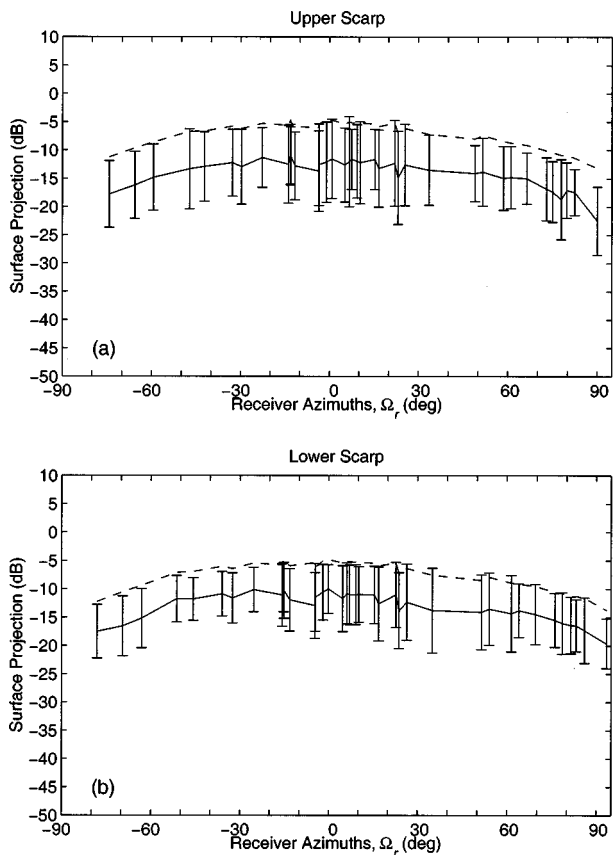 Upper Scarp
10
5
0
−5
−10
−15
−20
−25
−30
−35
−40
−45
−50
Surface Projection (dB)
(a)
−90 −60 −30 0 30 60 90
Receiver Azimuths, Ωr (deg)
Lower Scarp
10
5
0
−5
−10
−15
−20
−25
−30
−35
−40
−45
−50
Surface Projection (dB)
(b)
−90 −60 −30 0 30 60 90
Receiver Azimuths, Ωr (deg)